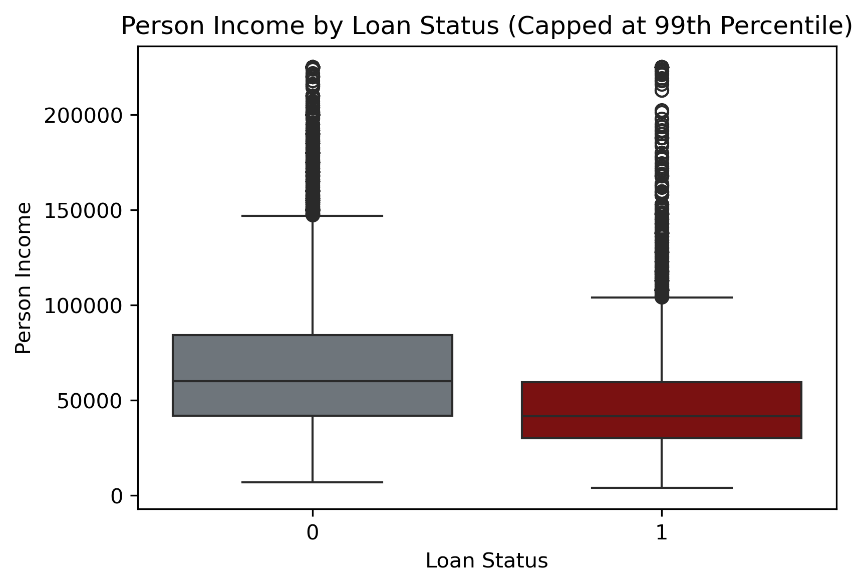 Person Income by Loan Status (Capped at 99th Percentile)
Person Income
200000
150000
100000
50000
0
0 1
Loan Status